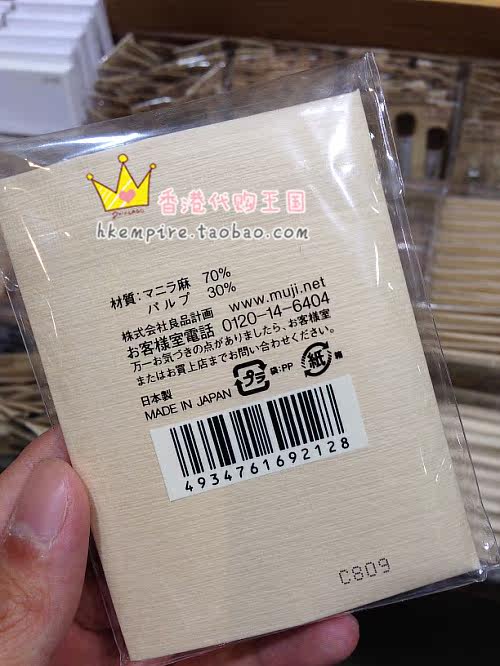 香港代购王国
hkempire.taobao.com
材質:マニラ麻 70%
パルプ 30%
株式会社良品計画 www.muji.net
お客様室電話 0120-14-6404
万一お気づきの点がありましたら、お客様室
またはお買上店までお問い合わせください。
日本製
MADE IN JAPAN
プラ 袋:PP 紙 箱
4934761692128
C809